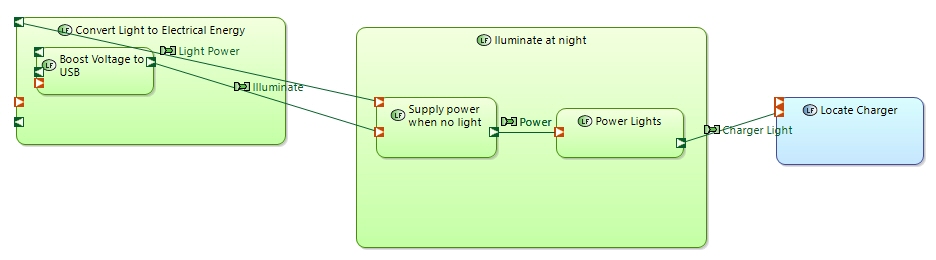 LF Convert Light to Electrical Energy
LF Boost Voltage to
USB
Light Power
Illuminate
LF Iluminate at night
LF Supply power
when no light
Power
LF Power Lights
Charger Light
LF Locate Charger